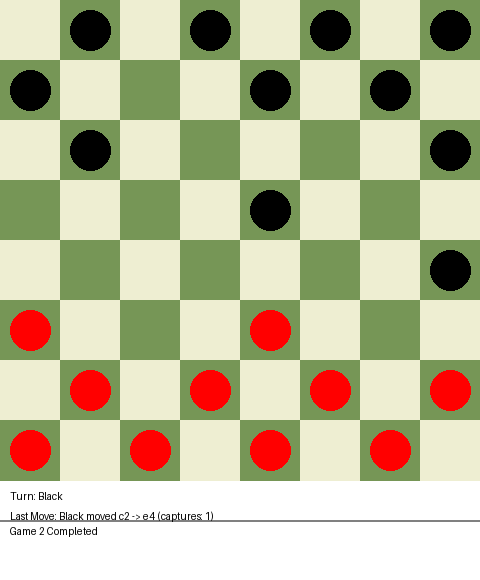 Turn: Black
Last Move: Black moved c2 -> e4 (captures: 1)
Game 2 Completed